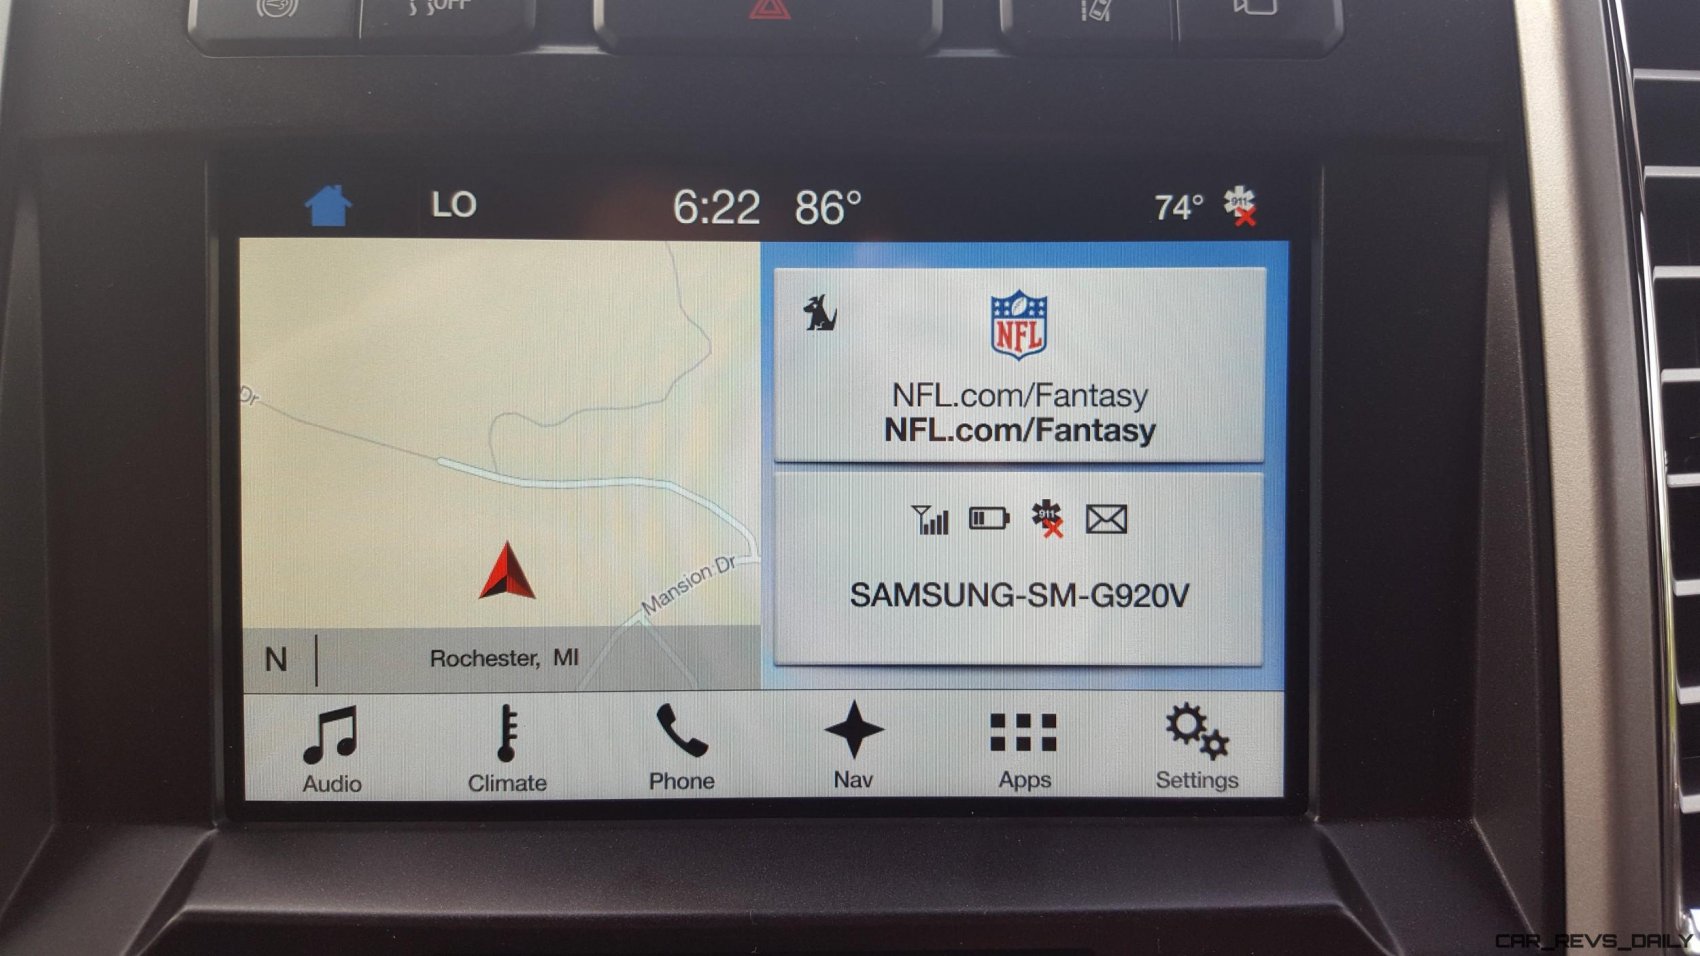 OFF
LO 6:22 86° 74° 911
NFL
NFL.com/Fantasy
NFL.com/Fantasy
Dr
911
SAMSUNG-SM-G920V
Mansion Dr
N Rochester, MI
Audio Climate Phone Nav Apps Settings
CAR_REVS_DAILY